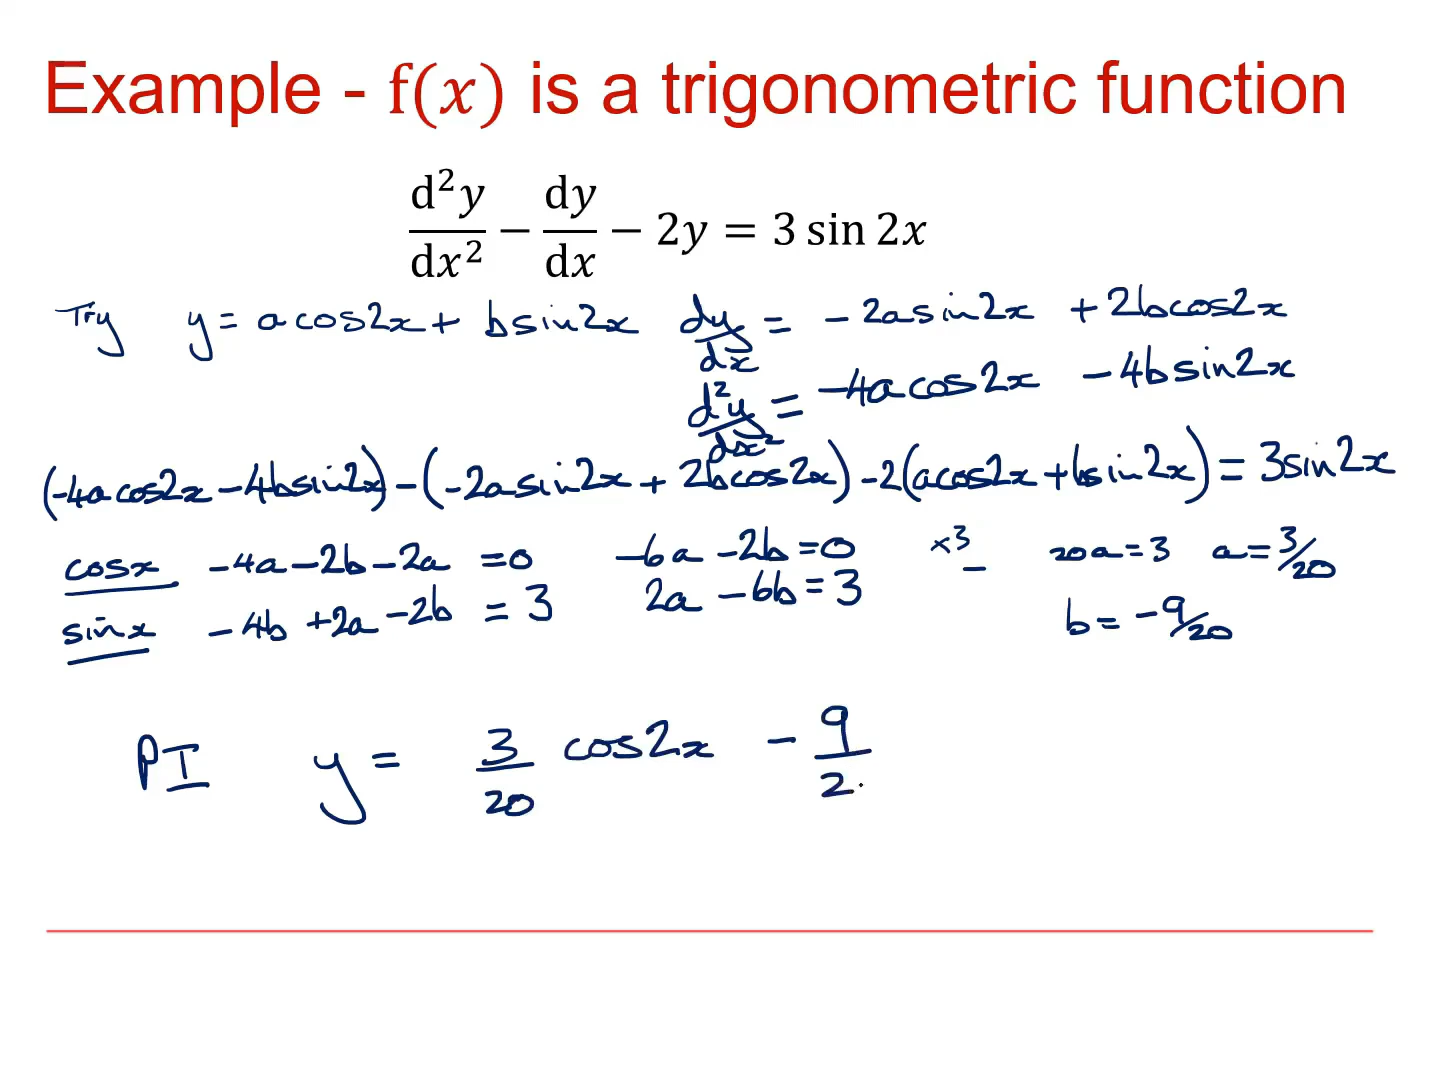 Example - f(x) is a trigonometric function
d²y/dx² − dy/dx − 2y = 3 sin 2x
Try y = a cos2x + b sin2x dy/dx = -2a sin2x + 2b cos2x
d²y/dx² = -4a cos2x - 4b sin2x
(-4a cos2x - 4b sin2x) - (-2a sin2x + 2b cos2x) - 2(a cos2x + b sin2x) = 3 sin2x
cosx -4a - 2b - 2a = 0 -6a - 2b = 0 ×3 - 20a = 3 a = 3/20
sinx -4b + 2a - 2b = 3 2a - 6b = 3 b = -9/20
PI y = 3/20 cos2x - 9/2